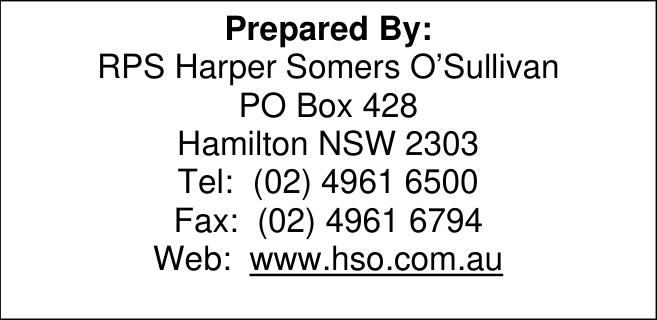 Prepared By:
RPS Harper Somers O’Sullivan
PO Box 428
Hamilton NSW 2303
Tel:  (02) 4961 6500
Fax:  (02) 4961 6794
Web:  www.hso.com.au